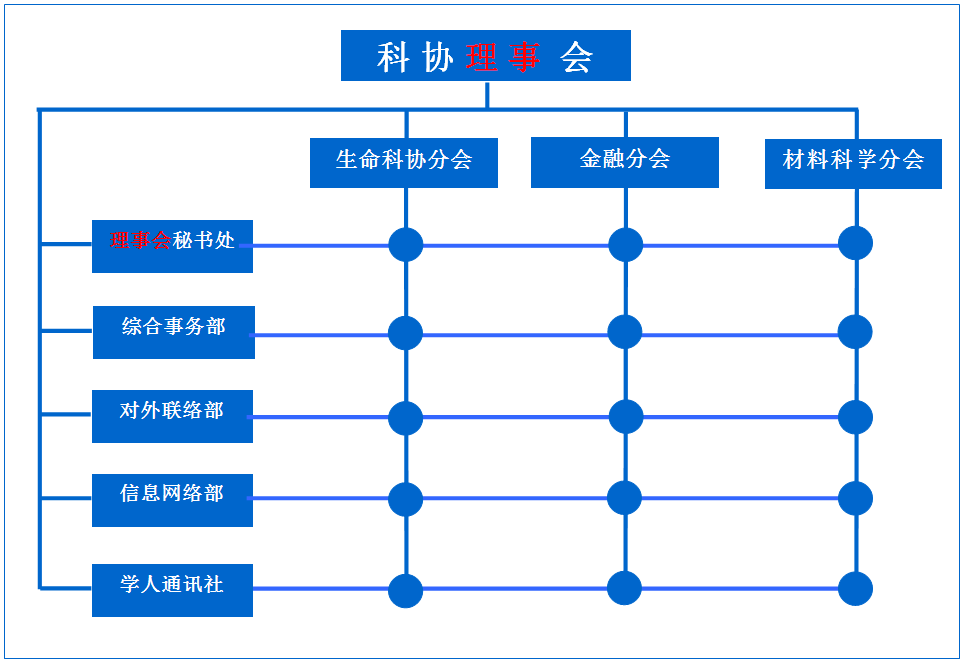 科协理事会
生命科协分会
金融分会
材料科学分会
理事会秘书处
综合事务部
对外联络部
信息网络部
学人通讯社